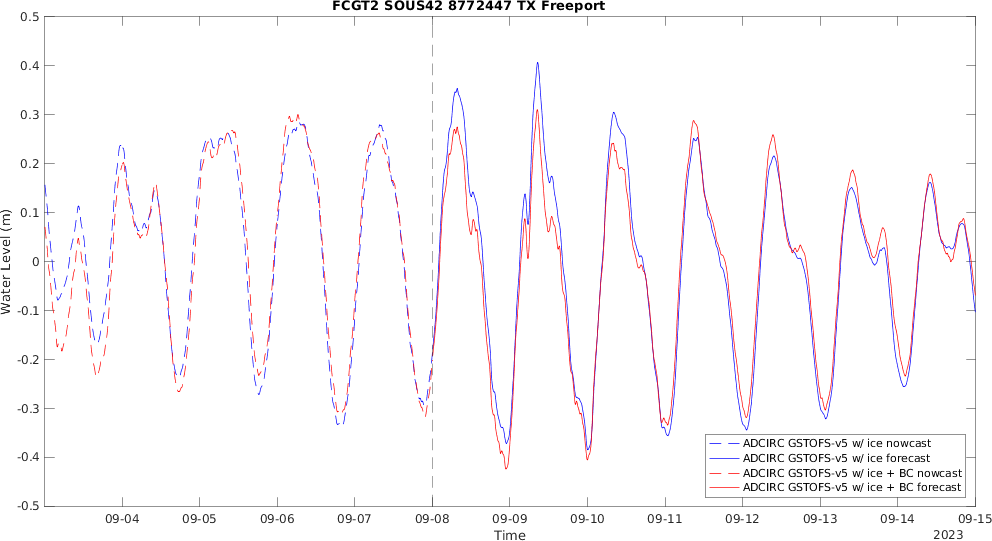 FCGT2 SOUS42 8772447 TX Freeport
0.5
0.4
0.3
0.2
0.1
0
-0.1
-0.2
-0.3
-0.4
-0.5
Water Level (m)
ADCIRC GSTOFS-v5 w/ ice nowcast
ADCIRC GSTOFS-v5 w/ ice forecast
ADCIRC GSTOFS-v5 w/ ice + BC nowcast
ADCIRC GSTOFS-v5 w/ ice + BC forecast
09-04 09-05 09-06 09-07 09-08 09-09 09-10 09-11 09-12 09-13 09-14 09-15
Time
2023